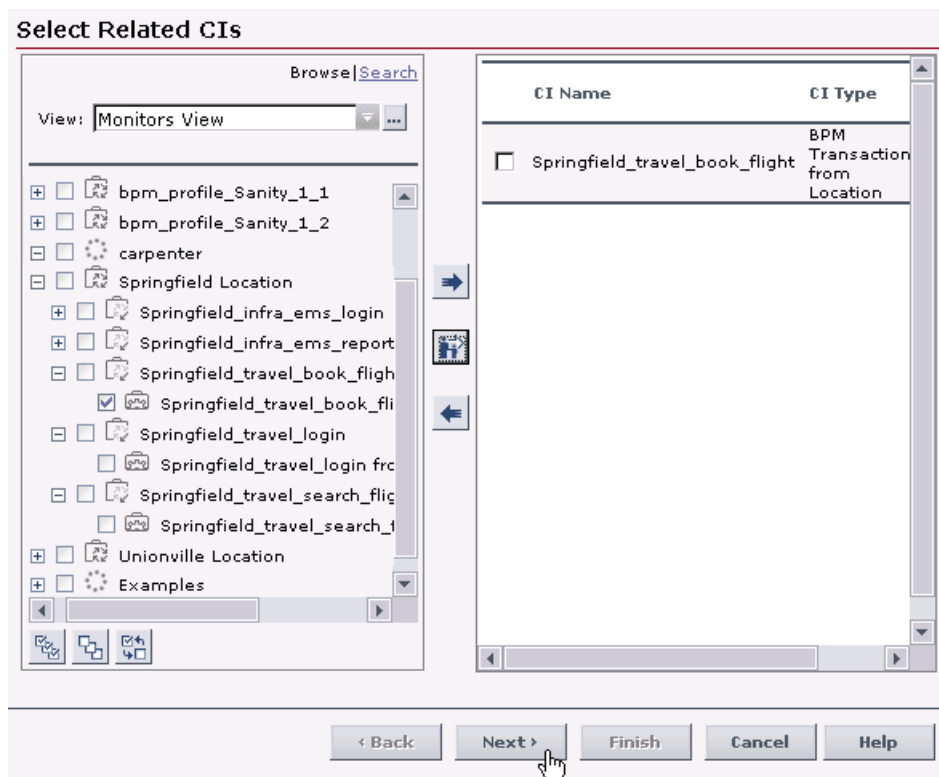 Select Related CIs
Browse|Search
View: Monitors View ...
bpm_profile_Sanity_1_1
bpm_profile_Sanity_1_2
carpenter
Springfield Location
Springfield_infra_ems_login
Springfield_infra_ems_report
Springfield_travel_book_fligh
Springfield_travel_book_fli
Springfield_travel_login
Springfield_travel_login frc
Springfield_travel_search_flig
Springfield_travel_search_f
Unionville Location
Examples
CI Name CI Type
Springfield_travel_book_flight BPM
Transaction
from
Location
‹ Back Next › Finish Cancel Help